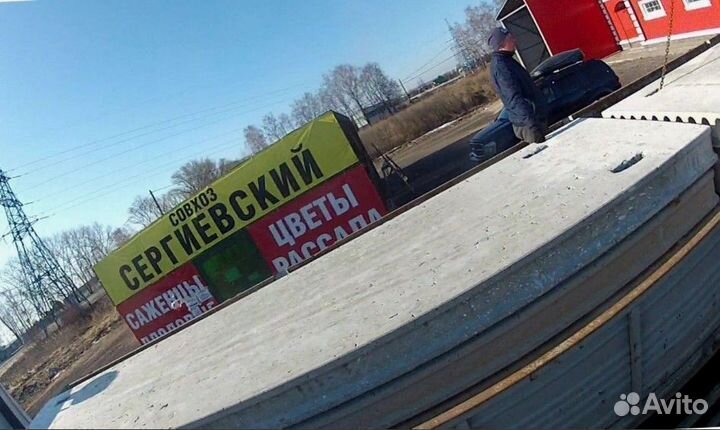 СОВХОЗ
СЕРГИЕВСКИЙ
САЖЕНЦЫ
ЦВЕТЫ
РАССАДА
Avito